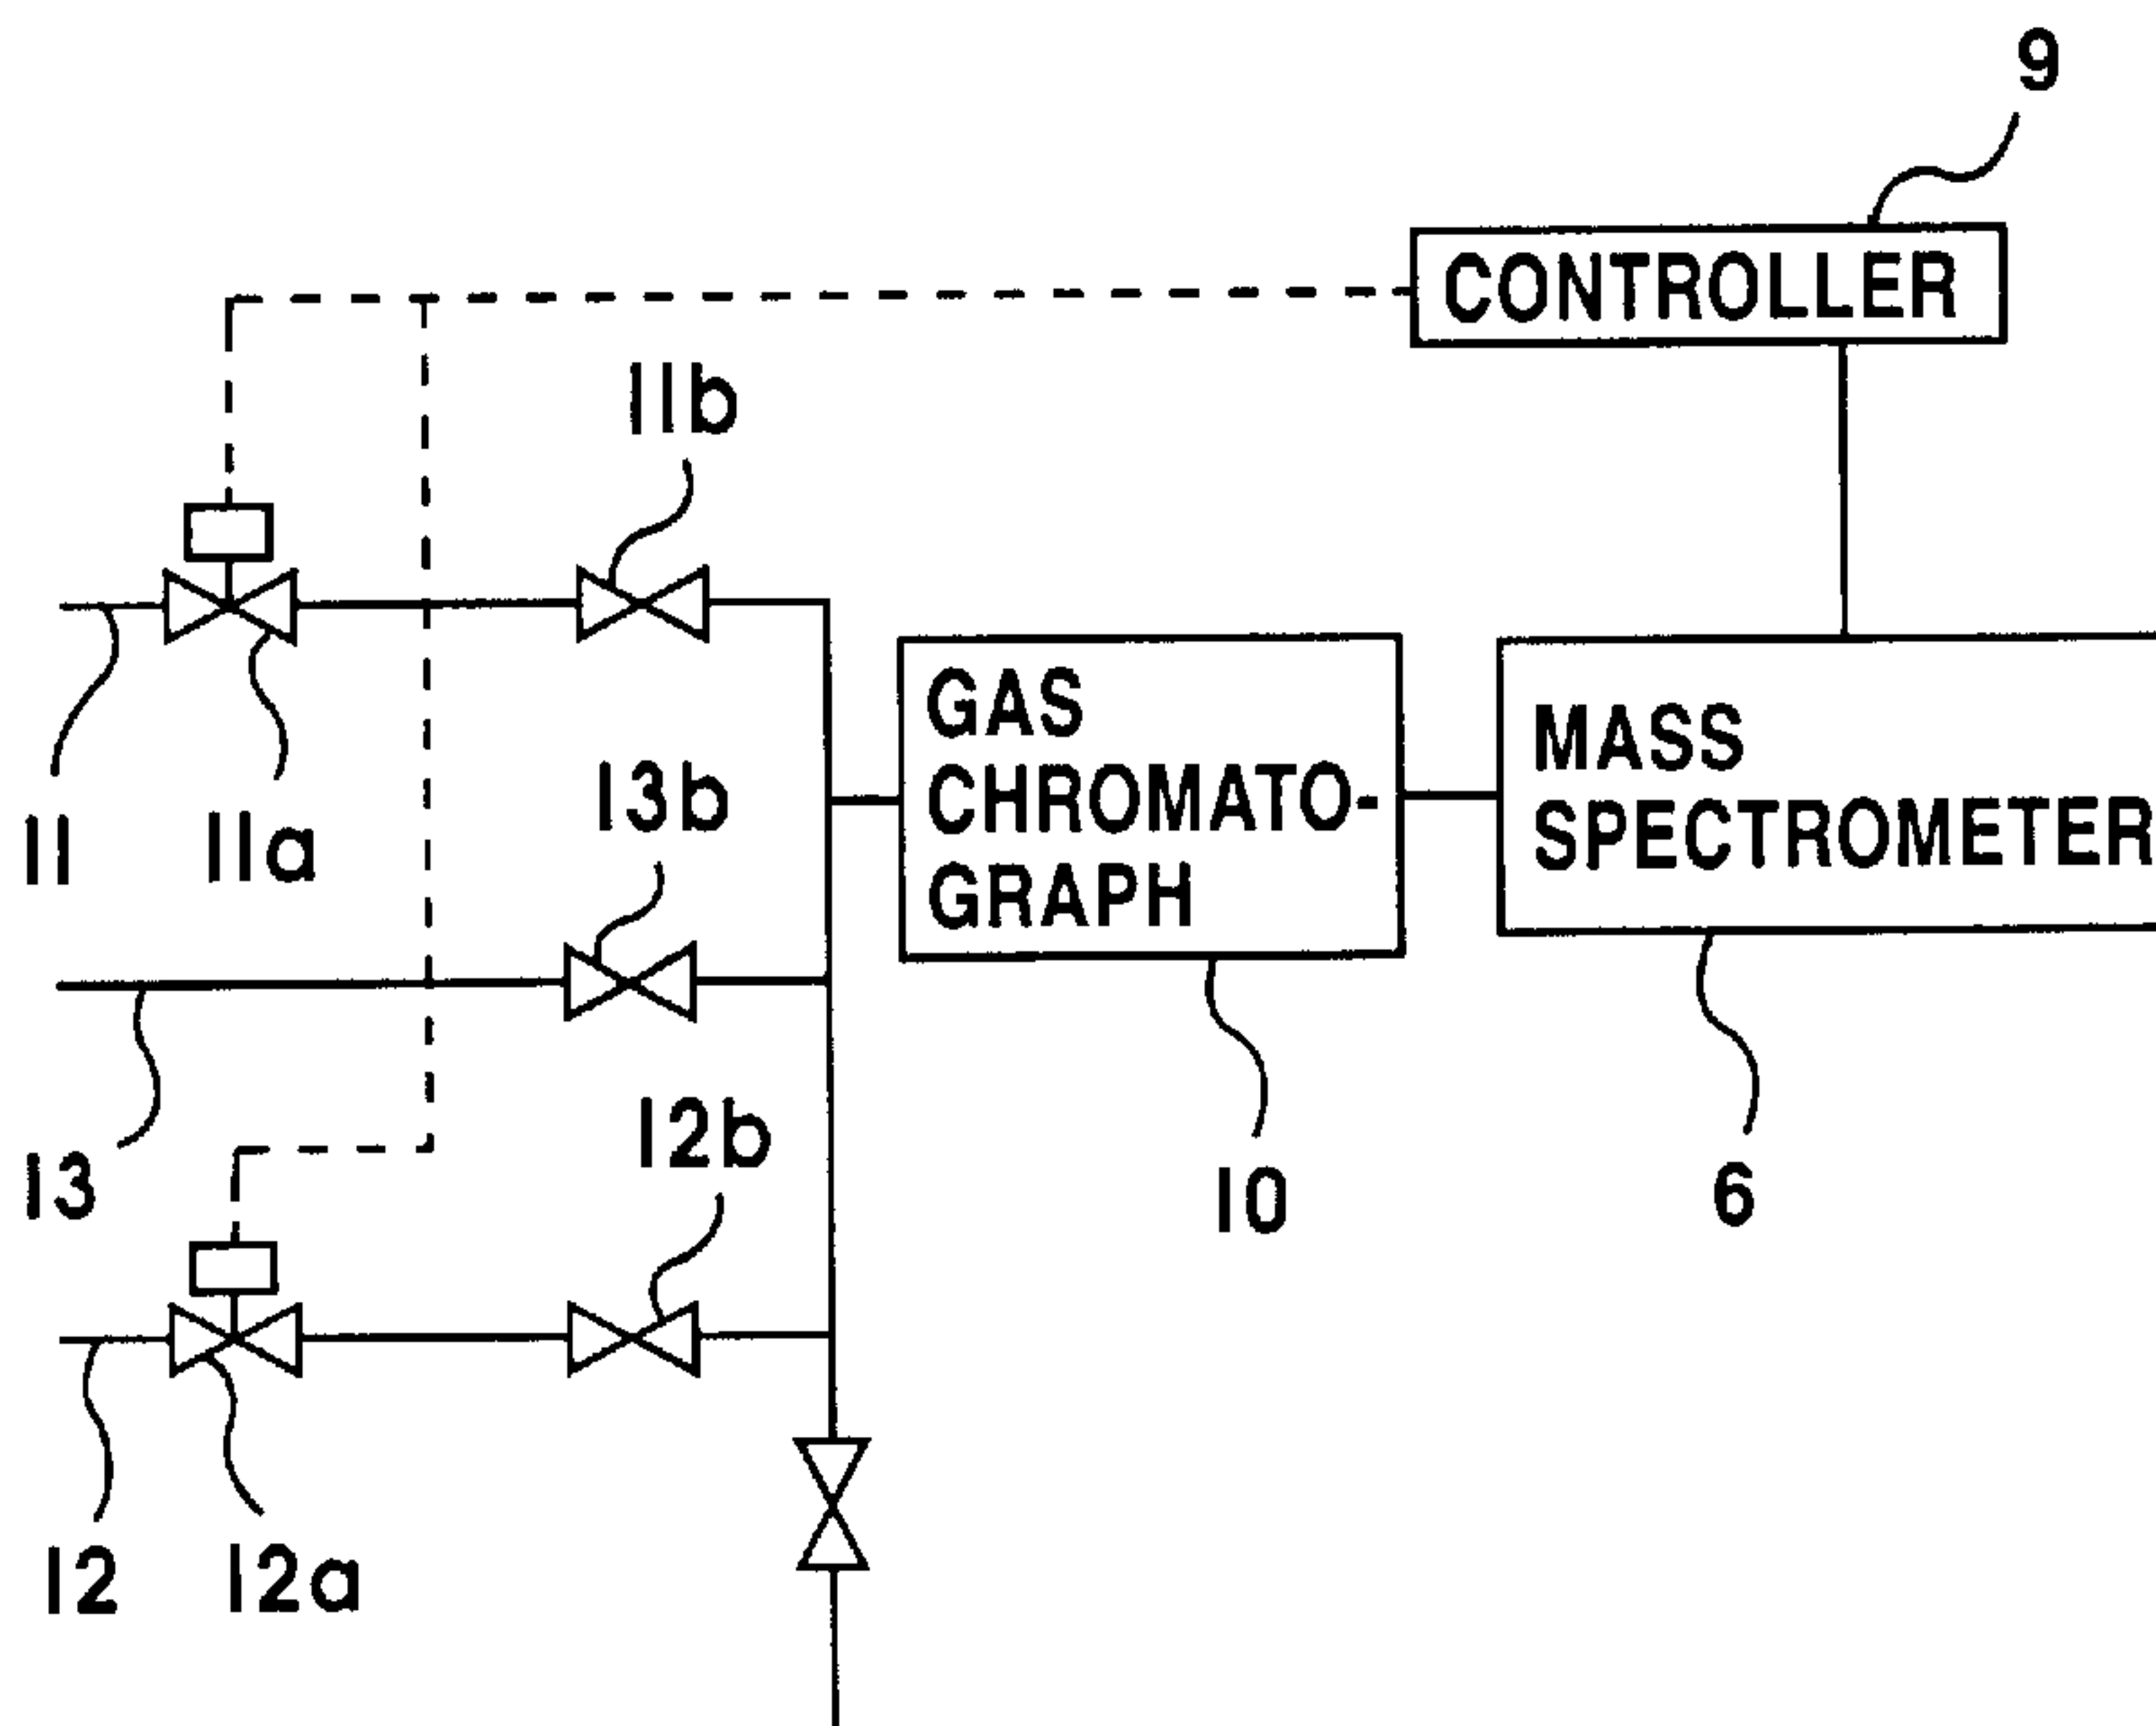 9
CONTROLLER
11b
GAS
CHROMATO-
GRAPH
MASS
SPECTROMETER
11
11a
13b
13
12b
10
6
12
12a